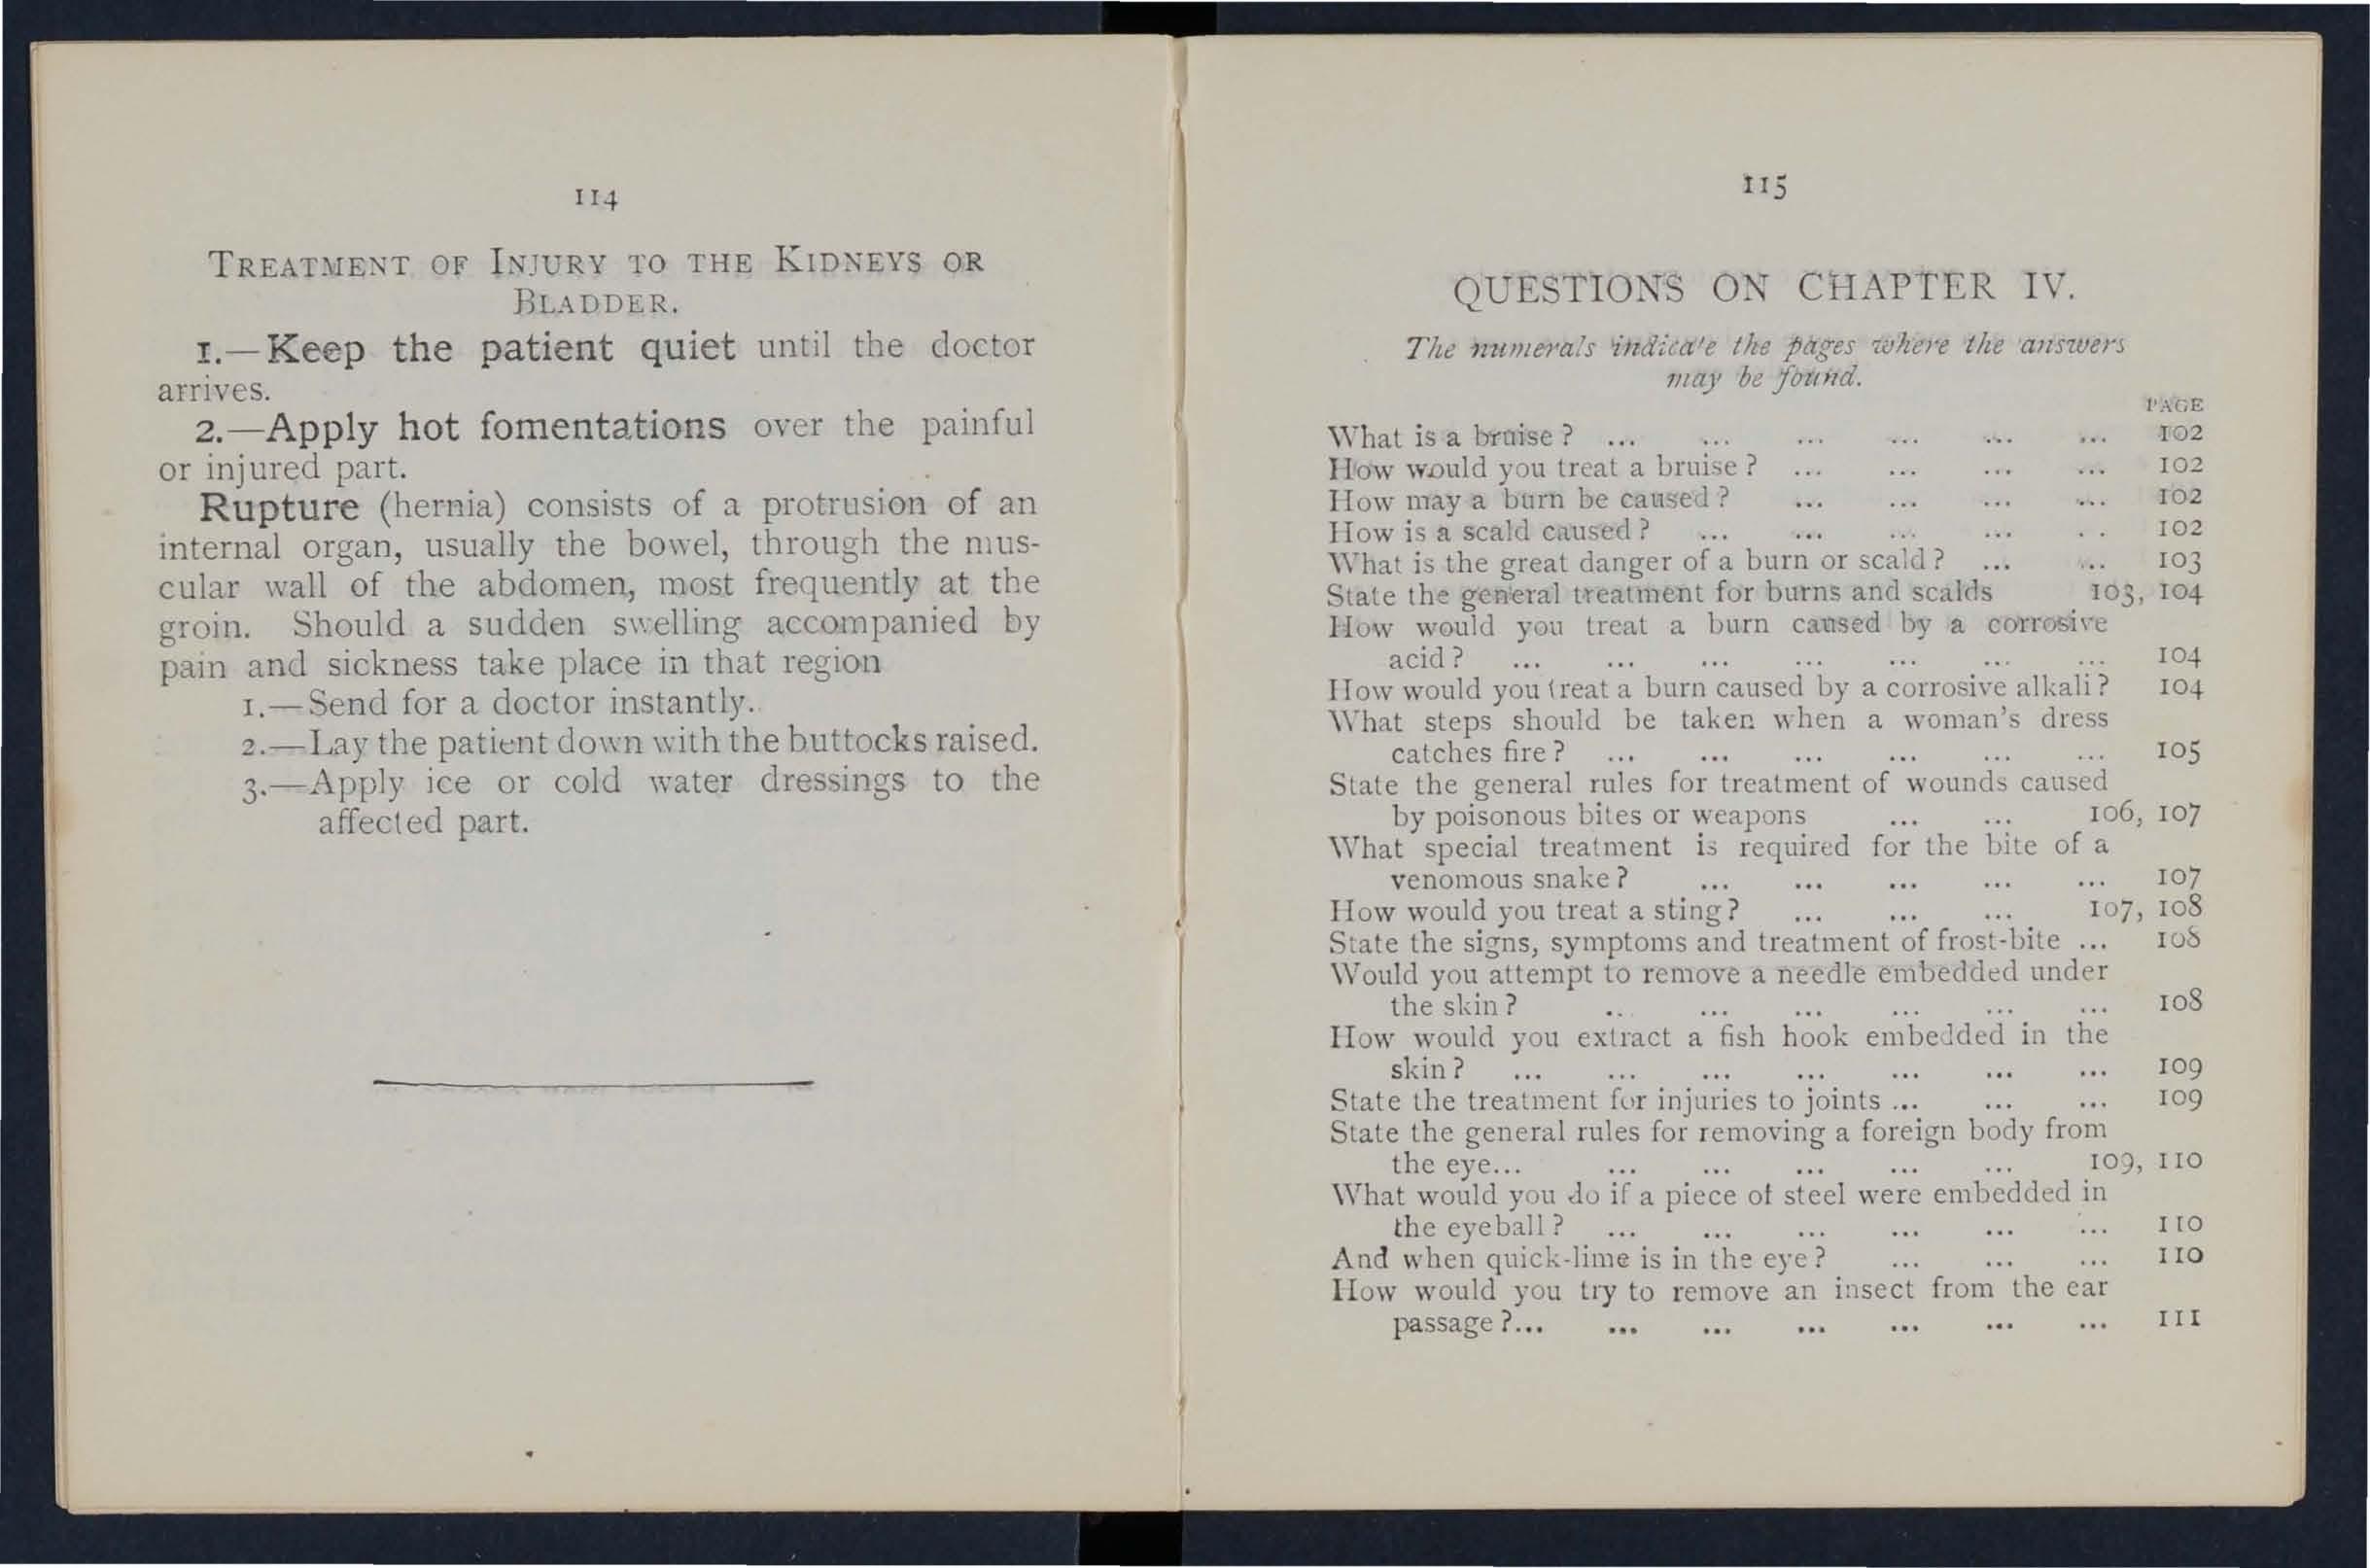 114
TREATMENT OF INJURY TO THE KIDNEYS OR
BLADDER.
1.—Keep the patient quiet until the doctor
arrives.
2.—Apply hot fomentations over the painful
or injured part.
Rupture (hernia) consists of a protrusion of an
internal organ, usually the bowel, through the mus-
cular wall of the abdomen, most frequently at the
groin. Should a sudden swelling accompanied by
pain and sickness take place in that region
1.—Send for a doctor instantly.
2.—Lay the patient down with the buttocks raised.
3.—Apply ice or cold water dressings to the
affected part.
115
QUESTIONS ON CHAPTER IV.
The numerals indicate the pages where the answers
may be found.
PAGE
What is a bruise ? ... ... ... ... ... ... 102
How would you treat a bruise ? ... ... ... ... 102
How may a burn be caused ? ... ... ... ... 102
How is a scald caused ? ... ... ... ... . . 102
What is the great danger of a burn or scald ? ... ... 103
State the general treatment for burns and scalds 103, 104
How would you treat a burn caused by a corrosive
acid ? ... ... ... ... ... ... ... 104
How would you treat a burn caused by a corrosive alkali ? 104
What steps should be taken when a woman's dress
catches fire ? ... ... ... ... ... ... 105
State the general rules for treatment of wounds caused
by poisonous bites or weapons ... ... 106, 107
What special treatment is required for the bite of a
venomous snake ? ... ... ... ... ... 107
How would you treat a sting ? ... ... ... 107, 108
State the signs, symptoms and treatment of frost-bite ... 108
Would you attempt to remove a needle embedded under
the skin ? .. ... ... ... ... ... 108
How would you extract a fish hook embedded in the
skin ? ... ... ... ... ... ... ... 109
State the treatment for injuries to joints ... ... ... 109
State the general rules for removing a foreign body from
the eye... ... ... ... ... ... 109, 110
What would you do if a piece of steel were embedded in
the eyeball ? ... ... ... ... ... ... 110
And when quick-lime is in the eye ? ... ... ... 110
How would you try to remove an insect from the ear
passage ?... ... ... ... ... ... ... 111